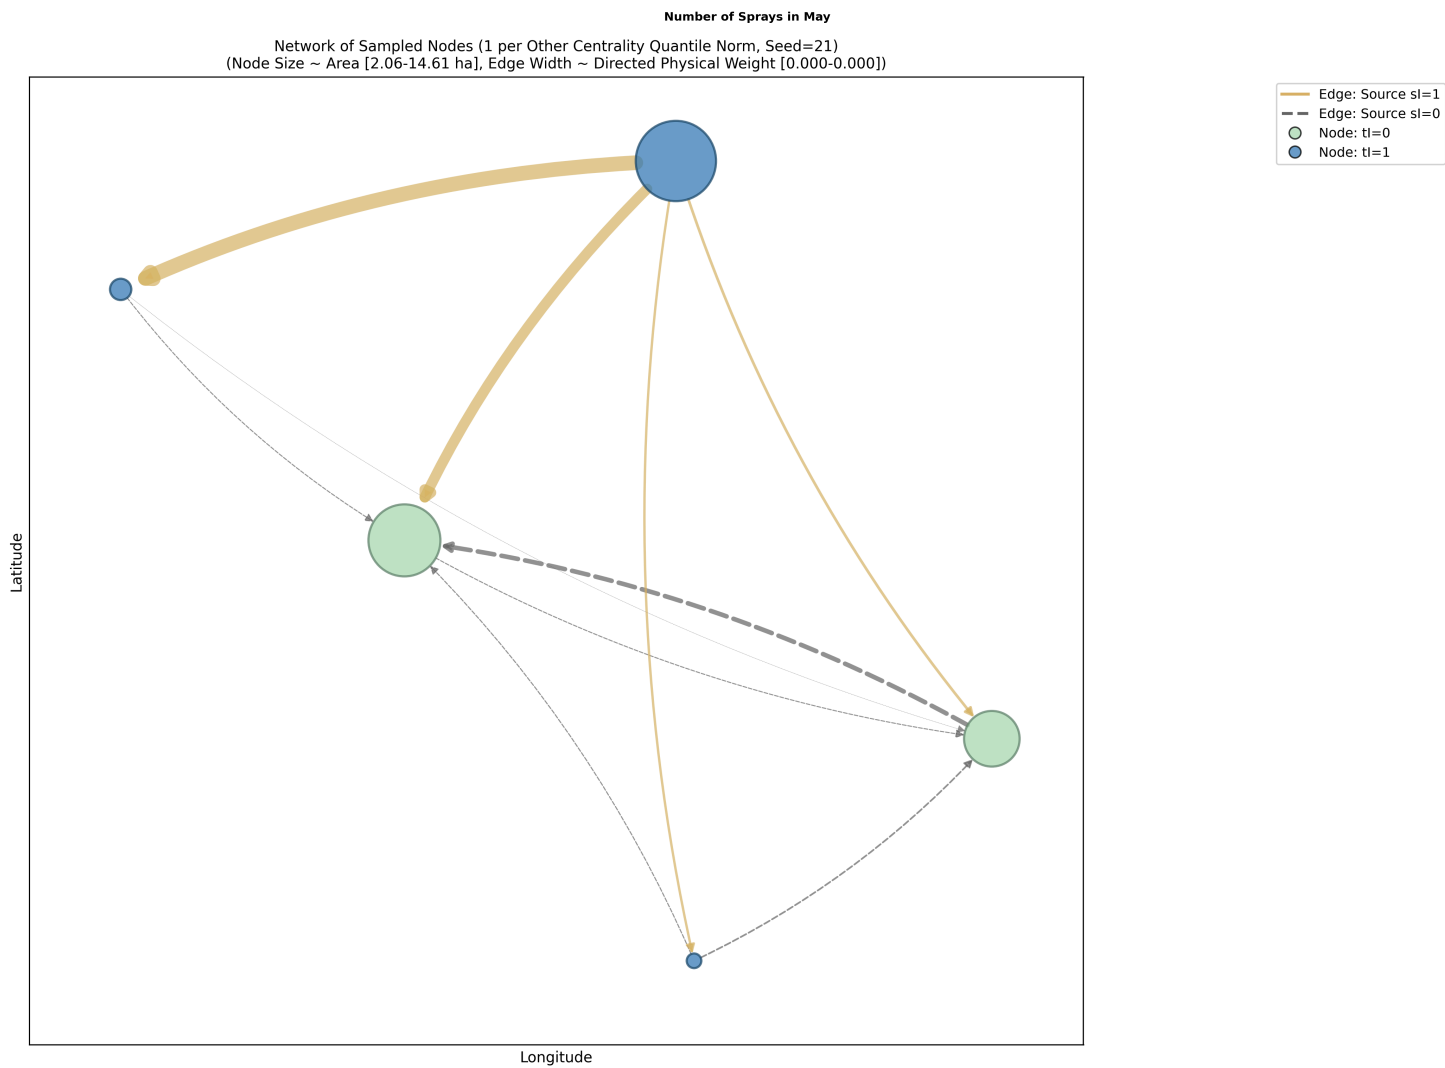 Number of Sprays in May
Network of Sampled Nodes (1 per Other Centrality Quantile Norm, Seed=21)
(Node Size ~ Area [2.06-14.61 ha], Edge Width ~ Directed Physical Weight [0.000-0.000])
Edge: Source sI=1
Edge: Source sI=0
Node: tI=0
Node: tI=1
Latitude
Longitude